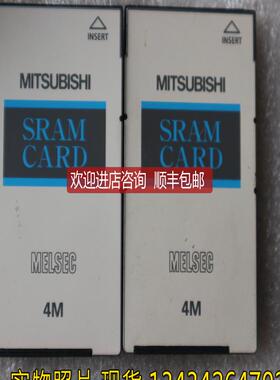 INSERT
MITSUBISHI
SRAM
CARD
MELSEC
4M
INSERT
MITSUBISHI
SRAM
CARD
MELSEC
4M
欢迎进店咨询 顺丰包邮